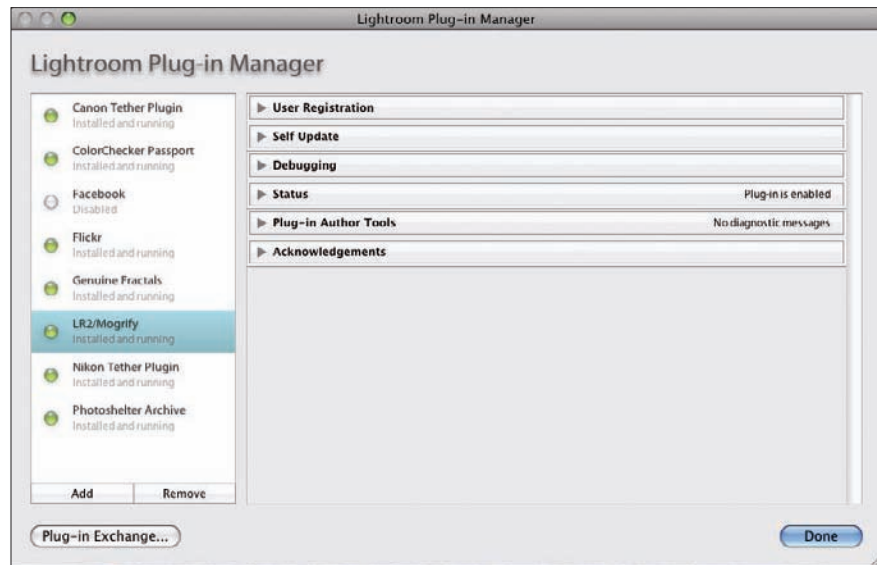 Lightroom Plug-in Manager
Lightroom Plug-in Manager
Canon Tether Plugin
Installed and running
ColorChecker Passport
Installed and running
Facebook
Disabled
Flickr
Installed and running
Genuine Fractals
Installed and running
LR2/Mogrify
Installed and running
Nikon Tether Plugin
Installed and running
Photoshelter Archive
Installed and running
Add Remove
User Registration
Self Update
Debugging
Status Plug-in is enabled
Plug-in Author Tools No diagnostic messages
Acknowledgements
Plug-in Exchange... Done